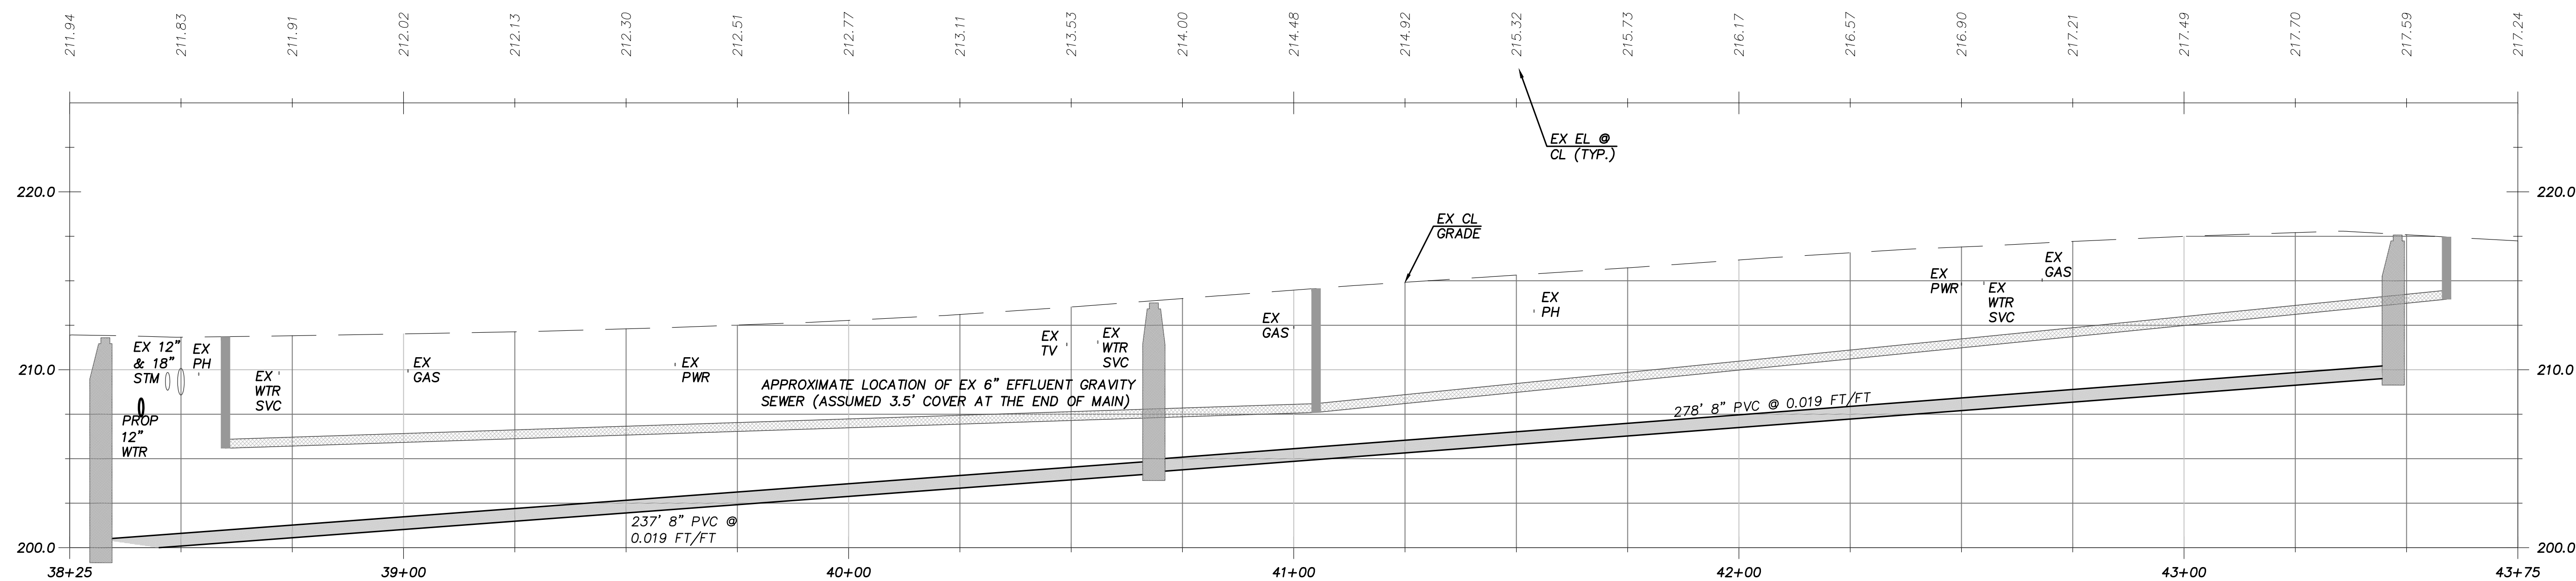 211.94 211.83 211.91 212.02 212.13 212.30 212.51 212.77 213.11 213.53 214.00 214.48 214.92 215.32 215.73 216.17 216.57 216.90 217.21 217.49 217.70 217.59 217.24
EX EL @
CL (TYP.)
220.0
220.0
EX CL
GRADE
EX 12"
& 18"
STM
EX
PH
PROP
12"
WTR
EX
WTR
SVC
EX
GAS
EX
PWR
APPROXIMATE LOCATION OF EX 6" EFFLUENT GRAVITY
SEWER (ASSUMED 3.5' COVER AT THE END OF MAIN)
EX
TV
EX
WTR
SVC
EX
GAS
EX
PH
EX
PWR
EX
WTR
SVC
EX
GAS
210.0
210.0
278' 8" PVC @ 0.019 FT/FT
237' 8" PVC @
0.019 FT/FT
200.0
200.0
38+25 39+00 40+00 41+00 42+00 43+00 43+75